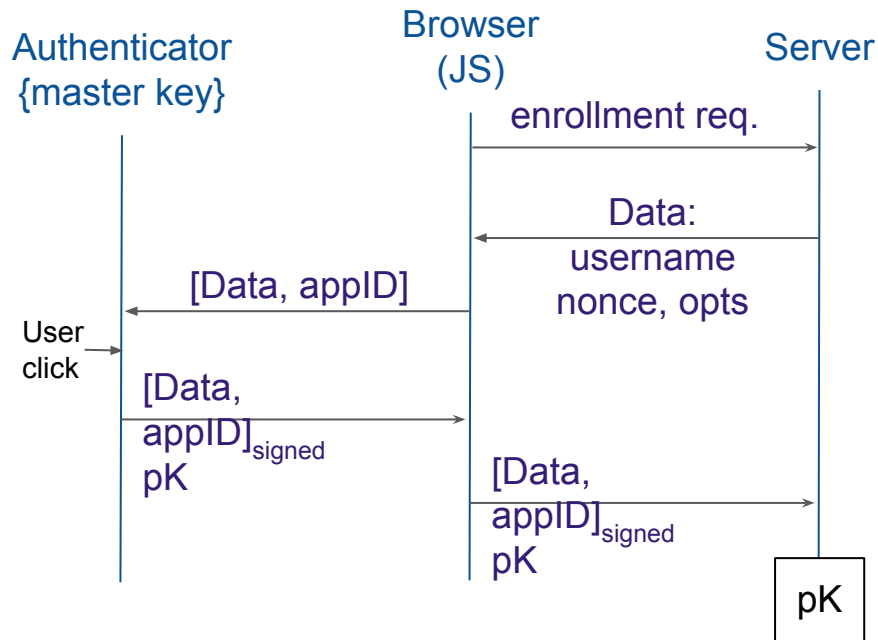 Authenticator
{master key}
Browser
(JS)
Server
enrollment req.
Data:
username
nonce, opts
[Data, appID]
User
click
[Data,
appID]signed
pK
[Data,
appID]signed
pK
pK